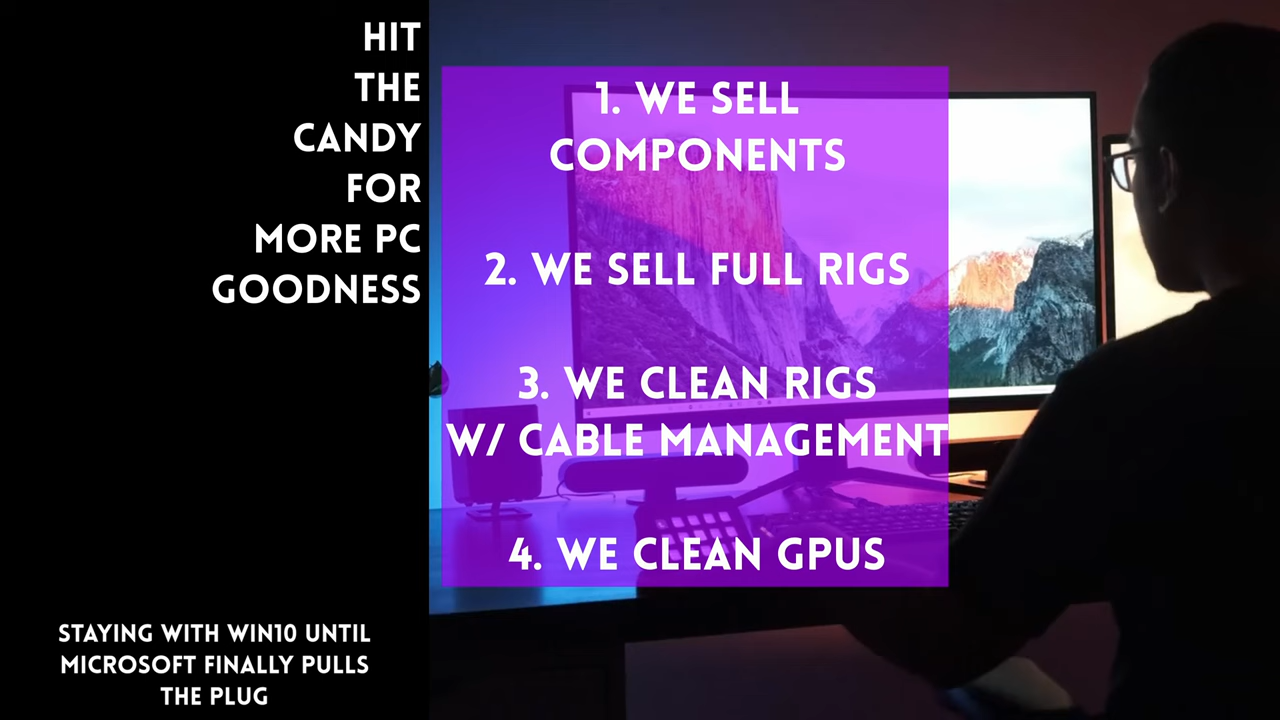 HIT
THE
CANDY
FOR
MORE PC
GOODNESS
1. WE SELL
COMPONENTS
2. WE SELL FULL RIGS
3. WE CLEAN RIGS
W/ CABLE MANAGEMENT
4. WE CLEAN GPUS
STAYING WITH WIN10 UNTIL
MICROSOFT FINALLY PULLS
THE PLUG